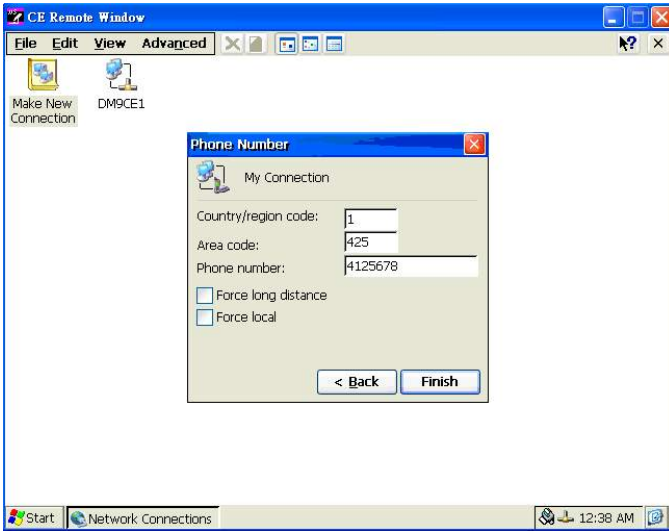 CE Remote Window
File Edit View Advanced
Make New
Connection
DM9CE1
Phone Number
My Connection
Country/region code: 1
Area code: 425
Phone number: 4125678
Force long distance
Force local
< Back Finish
Start Network Connections 12:38 AM